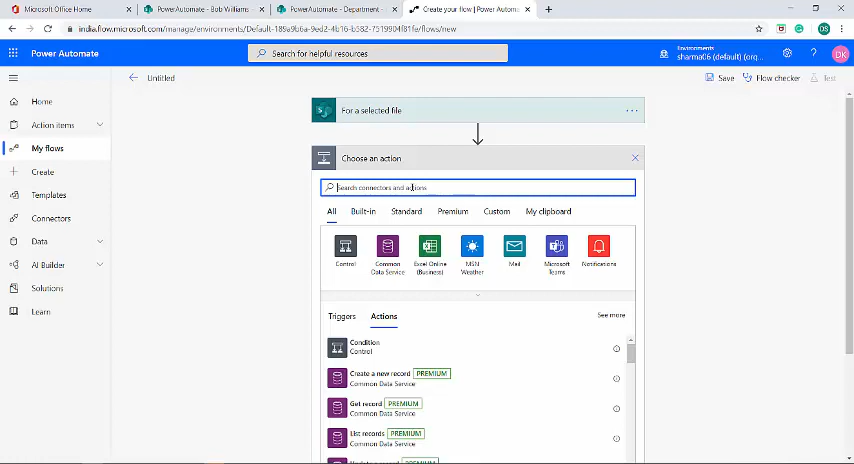 Microsoft Office Home
PowerAutomate - Bob Williams -
PowerAutomate - Department -
Create your flow | Power Automate
india.flow.microsoft.com/manage/environments/Default-189a9b6a-9ed2-4b16-b582-7519904f81fe/flows/new
DS
Power Automate
Search for helpful resources
Environments
sharma06 (default) (org...
?
DK
Untitled
Save
Flow checker
Test
Home
Action items
My flows
Create
Templates
Connectors
Data
AI Builder
Solutions
Learn
For a selected file
Choose an action
Search connectors and actions
All Built-in Standard Premium Custom My clipboard
Control
Common Data Service
Excel Online (Business)
MSN Weather
Mail
Microsoft Teams
Notifications
Triggers Actions See more
Condition
Control
Create a new record PREMIUM
Common Data Service
Get record PREMIUM
Common Data Service
List records PREMIUM
Common Data Service